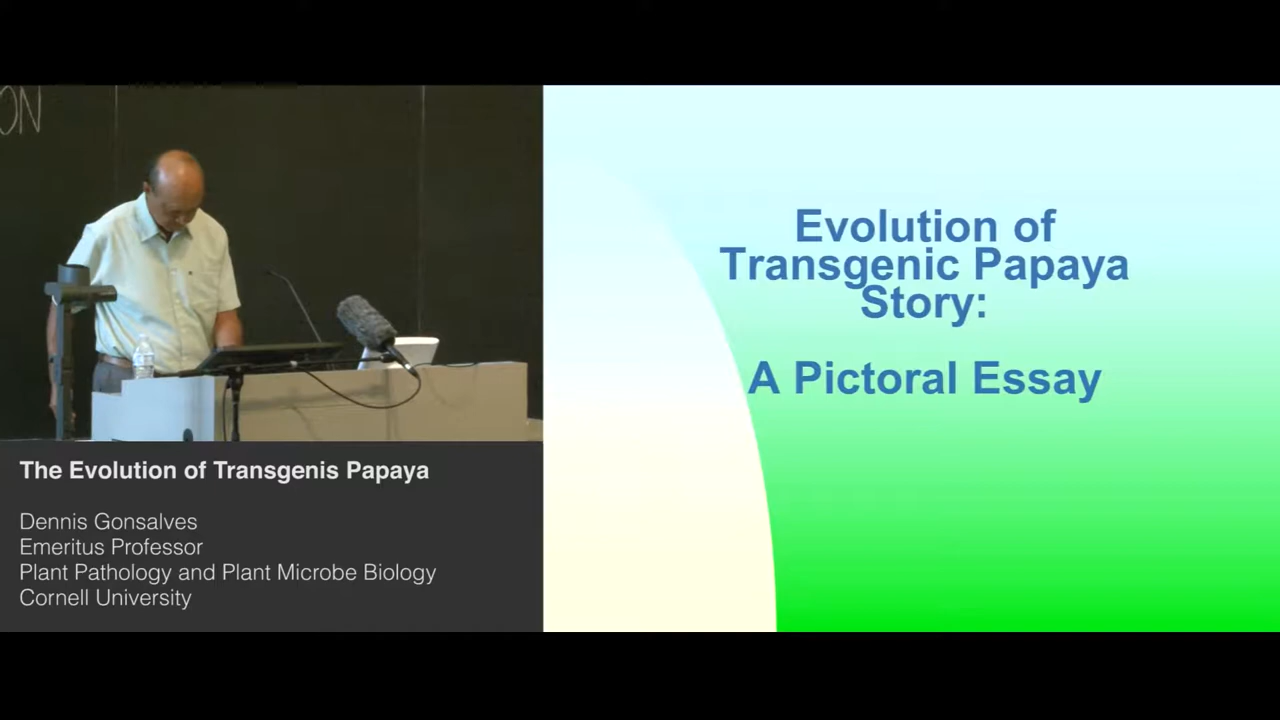 ON
Evolution of
Transgenic Papaya
Story:
A Pictoral Essay
The Evolution of Transgenis Papaya
Dennis Gonsalves
Emeritus Professor
Plant Pathology and Plant Microbe Biology
Cornell University